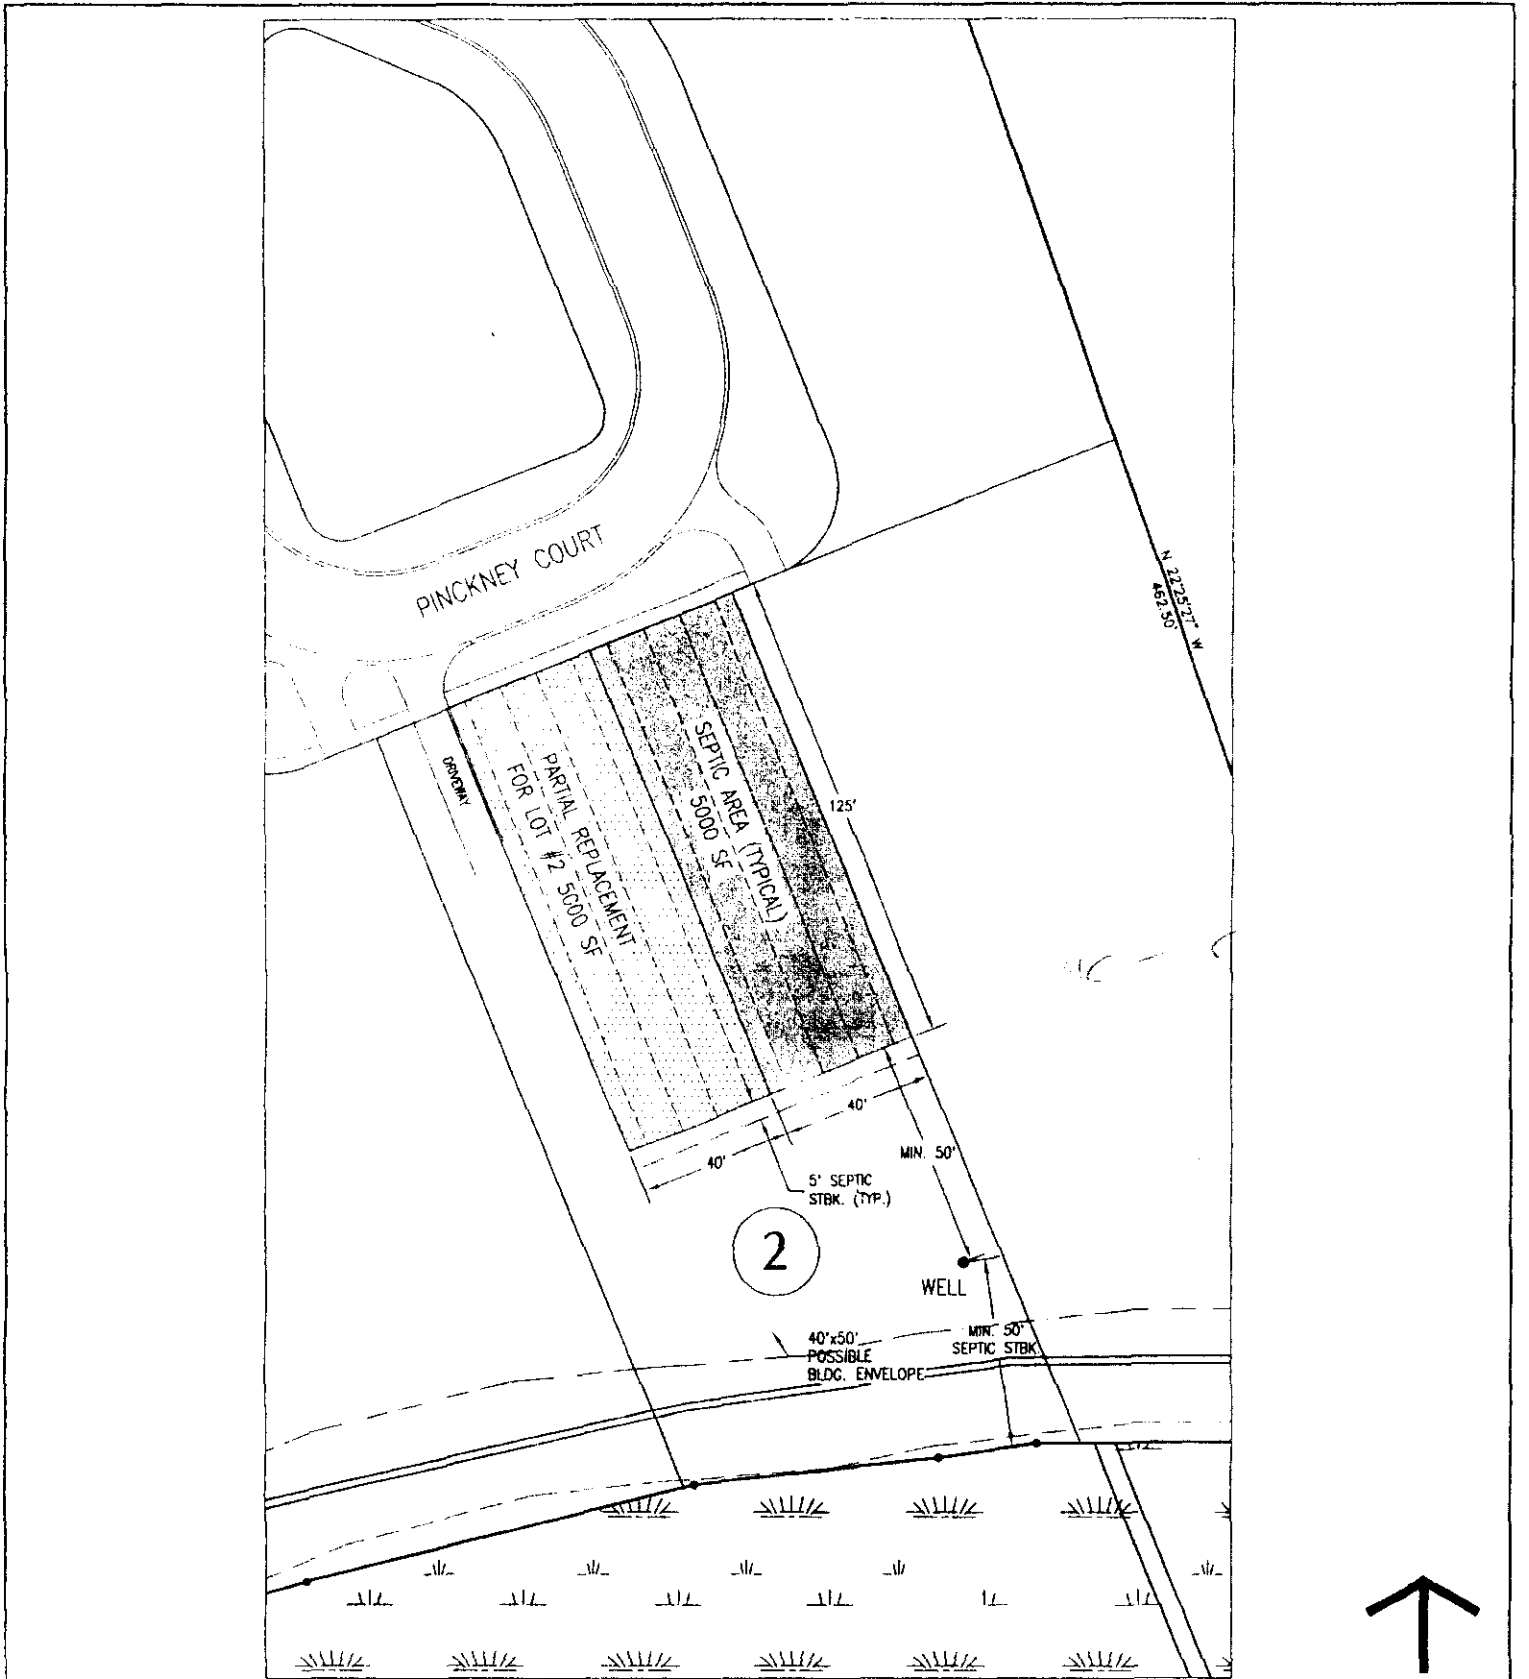 PINCKNEY COURT
N 22°25'27" W
462.50'
DRIVEWAY
PARTIAL REPLACEMENT
FOR LOT #2 5000 SF
SEPTIC AREA (TYPICAL)
5000 SF
125'
40'
40'
MIN. 50'
5' SEPTIC
STBK. (TYP.)
2
WELL
40'x50'
POSSIBLE
BLDG. ENVELOPE
MIN. 50'
SEPTIC STBK.